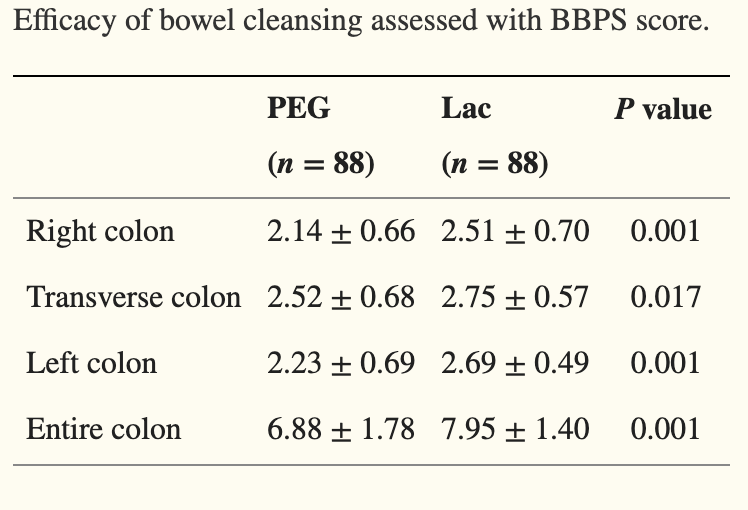 Efficacy of bowel cleansing assessed with BBPS score.
PEG Lac P value
(n = 88) (n = 88)
Right colon 2.14 ± 0.66 2.51 ± 0.70 0.001
Transverse colon 2.52 ± 0.68 2.75 ± 0.57 0.017
Left colon 2.23 ± 0.69 2.69 ± 0.49 0.001
Entire colon 6.88 ± 1.78 7.95 ± 1.40 0.001